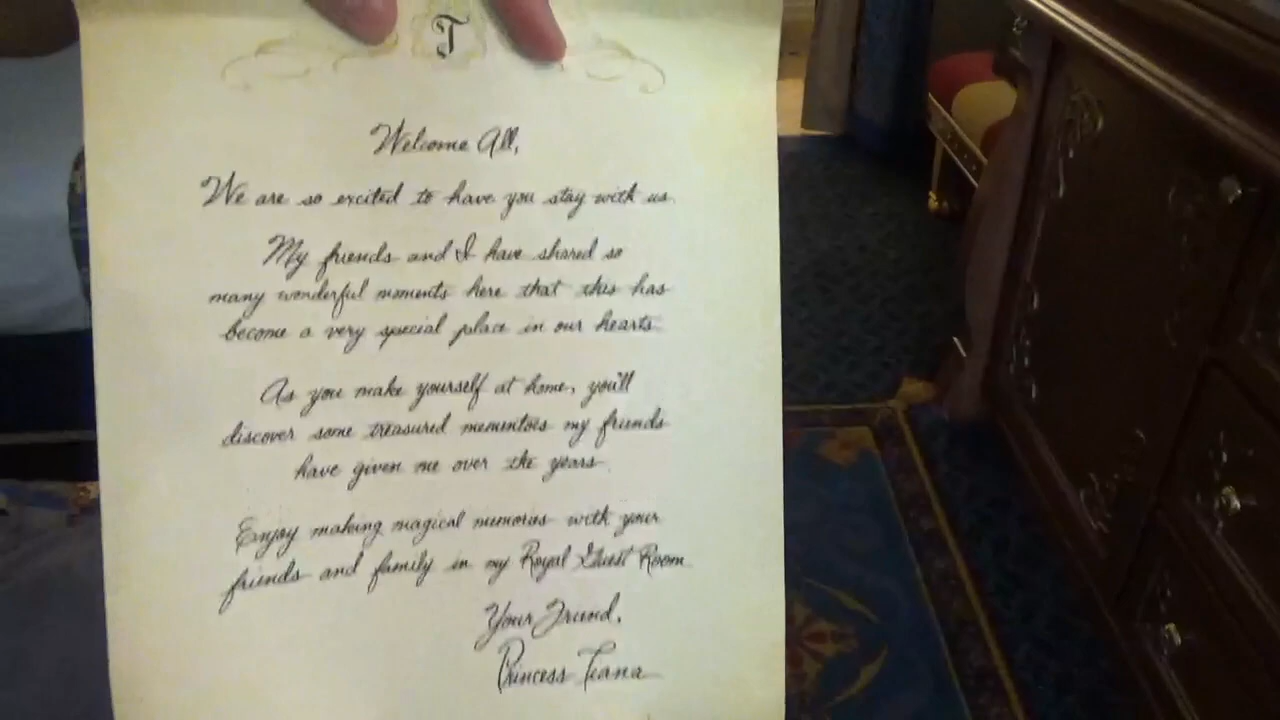 T
Welcome All,
We are so excited to have you stay with us.
My friends and I have shared so
many wonderful moments here that this has
become a very special place in our hearts.
As you make yourself at home, you'll
discover some treasured mementois my friends
have given me over the years.
Enjoy making magical memories with your
friends and family in my Royal Guest Room
Your Friend,
Princess Tiana